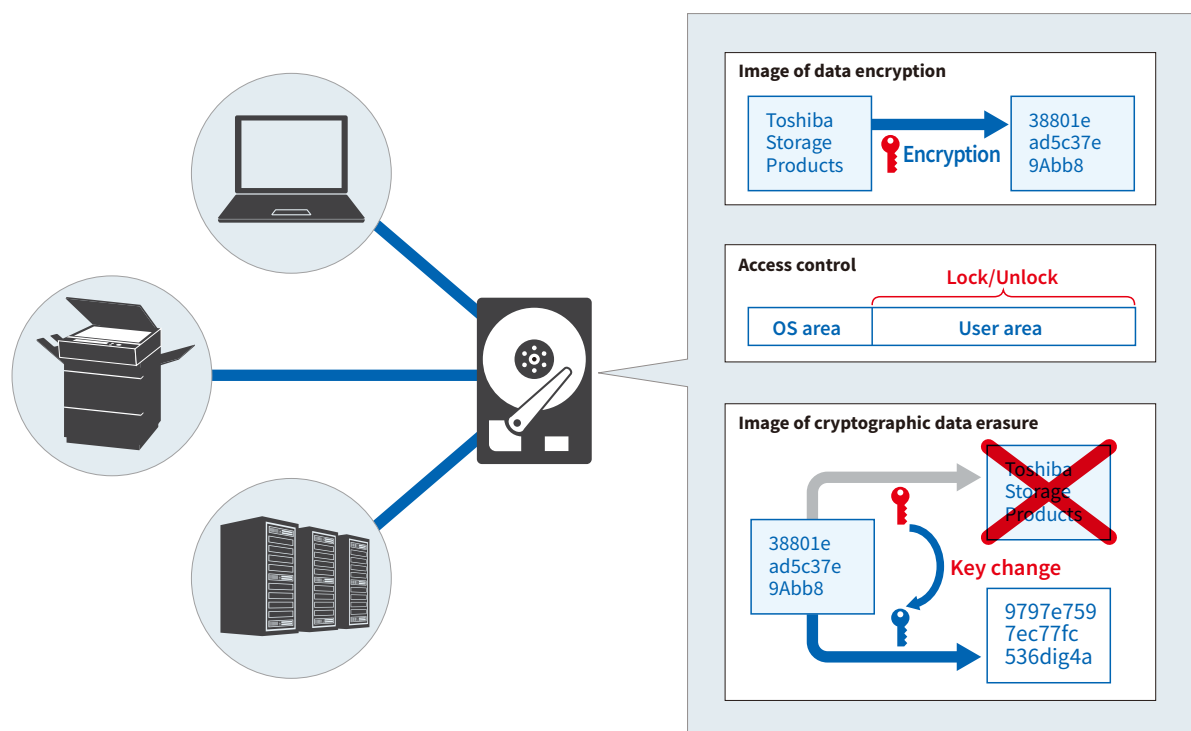 Image of data encryption
Toshiba
Storage
Products
Encryption
38801e
ad5c37e
9Abb8
Access control
Lock/Unlock
OS area
User area
Image of cryptographic data erasure
Toshiba
Storage
Products
38801e
ad5c37e
9Abb8
Key change
9797e759
7ec77fc
536dig4a